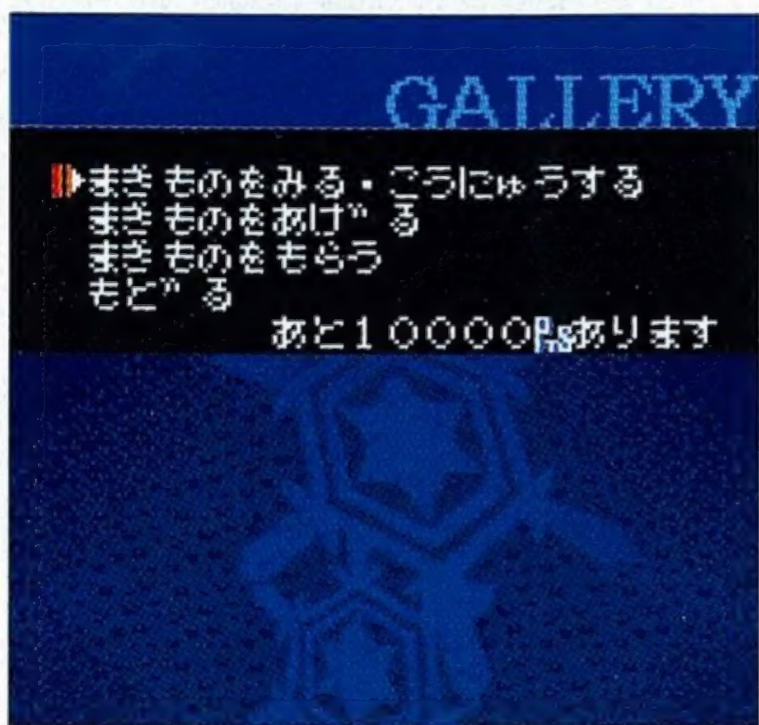 GALLERY
まきものをみる・こうにゅうする
まきものをあげ゛る
まきものをもらう
もど゛る
あと10000Ptsあります